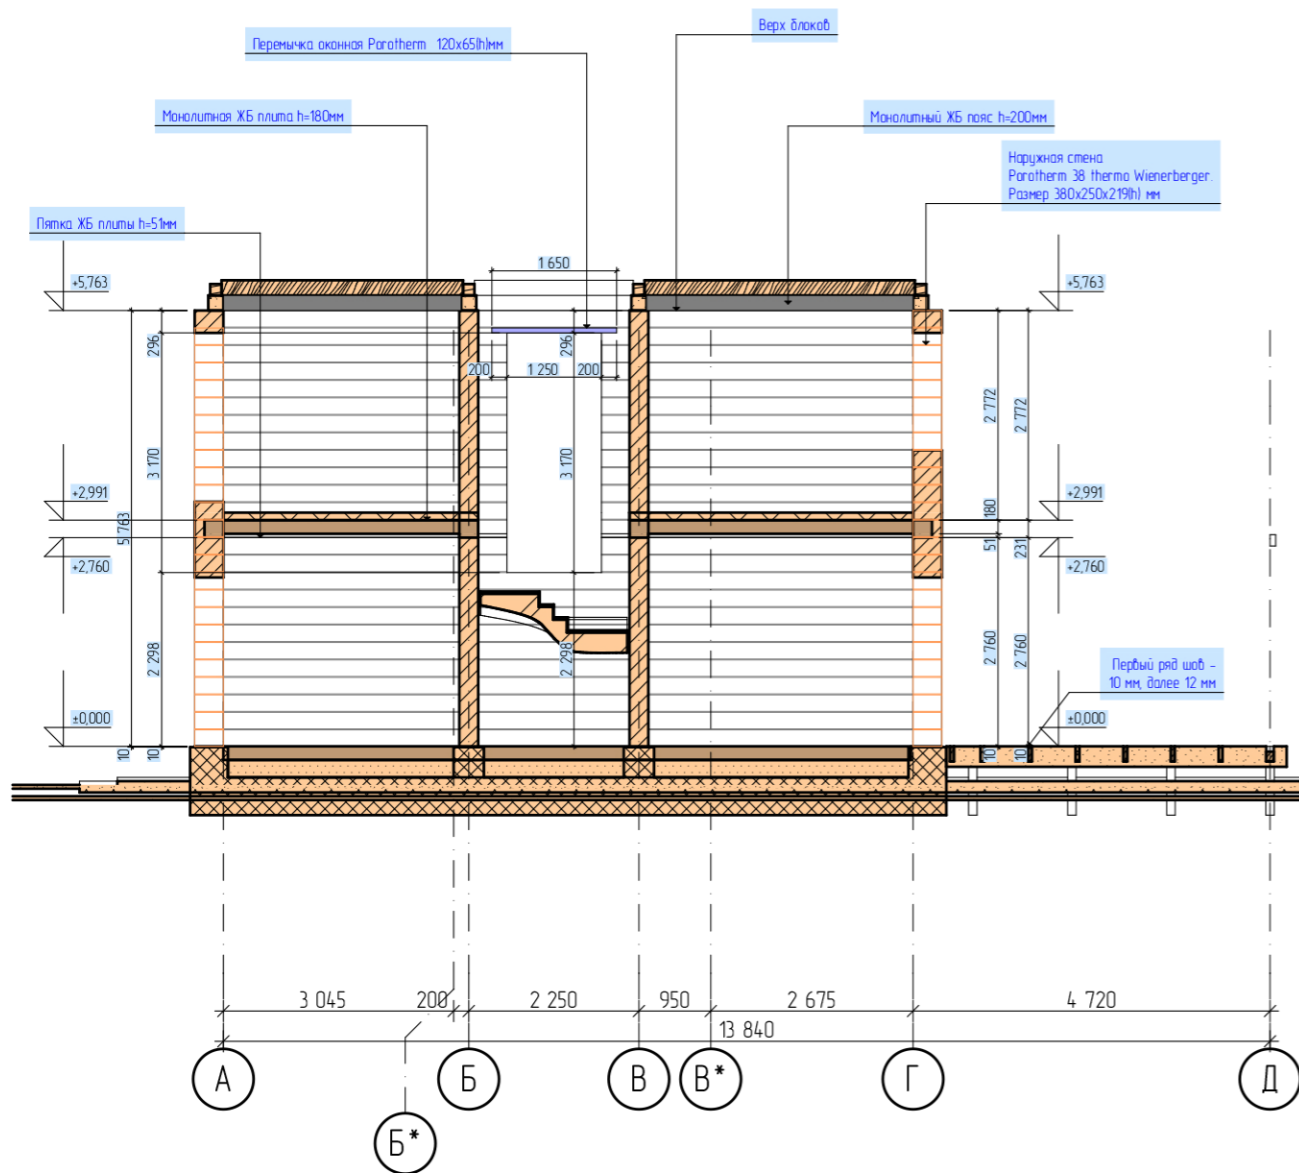 Верх блоков
Перемычка оконная Porotherm 120х65(h)мм
Монолитная ЖБ плита h=180мм
Монолитный ЖБ пояс h=200мм
Наружная стена
Porotherm 38 thermo Wienerberger.
Размер 380х250х219(h) мм
Пятка ЖБ плиты h=51мм
+5,763
1 650
+5,763
296
296
200
1 250
200
2 772
2 772
3 170
3 170
+2,991
+2,991
180
5,763
51
231
+2,760
+2,760
2 298
2 298
2 760
2 760
Первый ряд шов -
10 мм, далее 12 мм
±0,000
±0,000
10
10
10
10
3 045
200
2 250
950
2 675
4 720
13 840
А
Б
В
В*
Г
Д
Б*